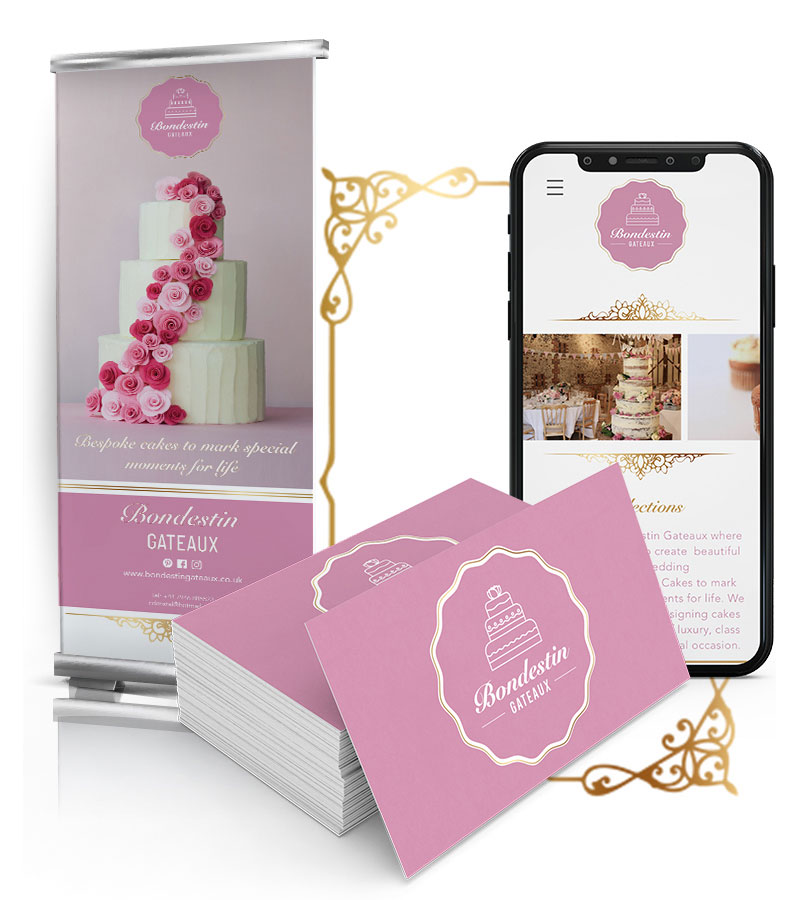 Bondestin
GATEAUX
Bespoke cakes to mark special
moments for life
Bondestin
GATEAUX
www.bondestingateaux.co.uk
Bondestin
GATEAUX
stin Gateaux where
create beautiful
edding
Cakes to mark
ents for life. We
signing cakes
luxury, class
occasion.
Bondestin
GATEAUX